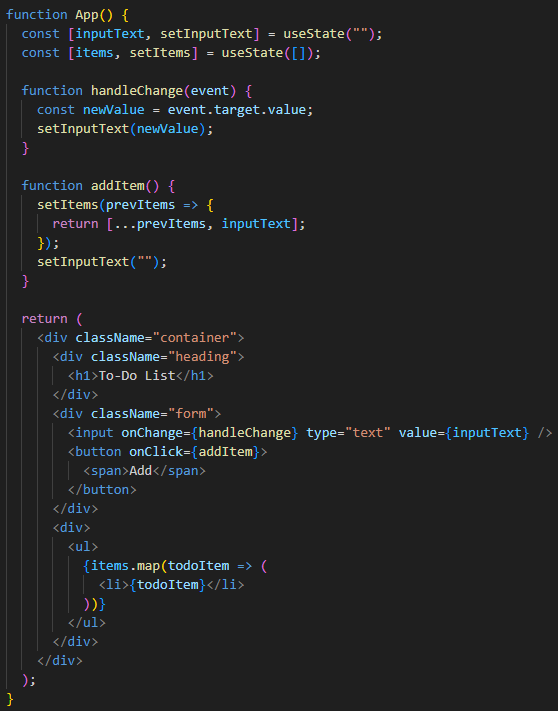 function App() {
  const [inputText, setInputText] = useState("");
  const [items, setItems] = useState([]);

  function handleChange(event) {
    const newValue = event.target.value;
    setInputText(newValue);
  }

  function addItem() {
    setItems(prevItems => {
      return [...prevItems, inputText];
    });
    setInputText("");
  }

  return (
    <div className="container">
      <div className="heading">
        <h1>To-Do List</h1>
      </div>
      <div className="form">
        <input onChange={handleChange} type="text" value={inputText} />
        <button onClick={addItem}>
          <span>Add</span>
        </button>
      </div>
      <div>
        <ul>
          {items.map(todoItem => (
            <li>{todoItem}</li>
          ))}
        </ul>
      </div>
    </div>
  );
}